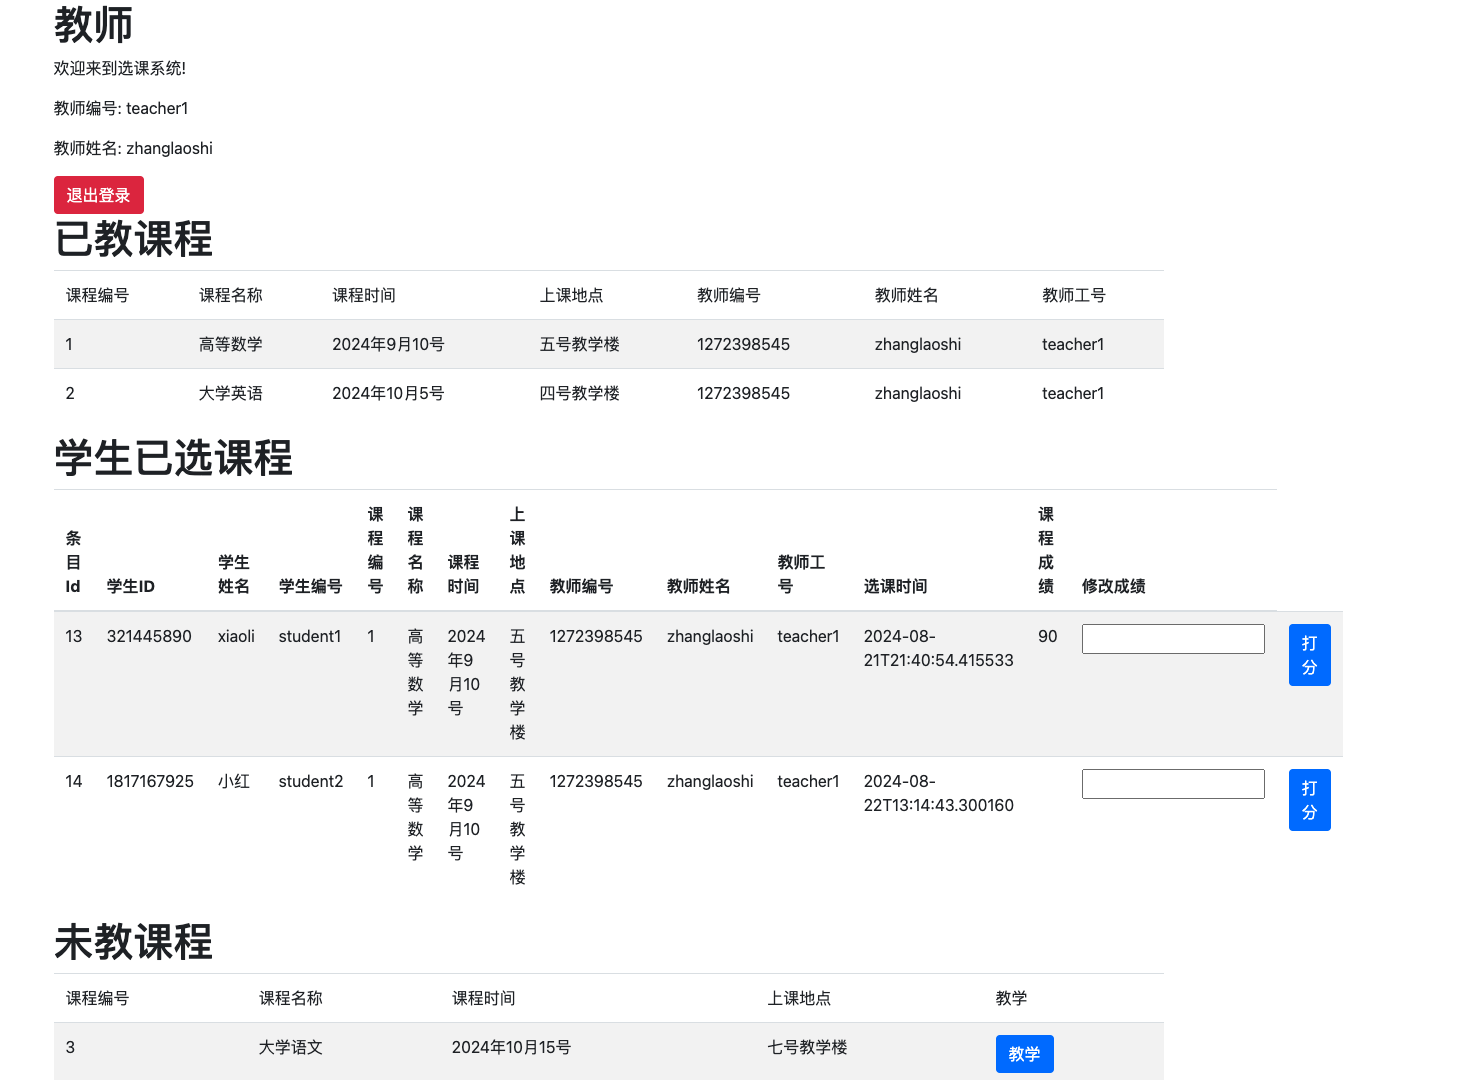 教师
欢迎来到选课系统!
教师编号: teacher1
教师姓名: zhanglaoshi
退出登录
已教课程
课程编号 课程名称 课程时间 上课地点 教师编号 教师姓名 教师工号
1 高等数学 2024年9月10号 五号教学楼 1272398545 zhanglaoshi teacher1
2 大学英语 2024年10月5号 四号教学楼 1272398545 zhanglaoshi teacher1
学生已选课程
条目Id 学生ID 学生姓名 学生编号 课程编号 课程名称 课程时间 上课地点 教师编号 教师姓名 教师工号 选课时间 课程成绩 修改成绩
13 321445890 xiaoli student1 1 高等数学 2024年9月10号 五号教学楼 1272398545 zhanglaoshi teacher1 2024-08-21T21:40:54.415533 90 打分
14 1817167925 小红 student2 1 高等数学 2024年9月10号 五号教学楼 1272398545 zhanglaoshi teacher1 2024-08-22T13:14:43.300160 打分
未教课程
课程编号 课程名称 课程时间 上课地点 教学
3 大学语文 2024年10月15号 七号教学楼 教学